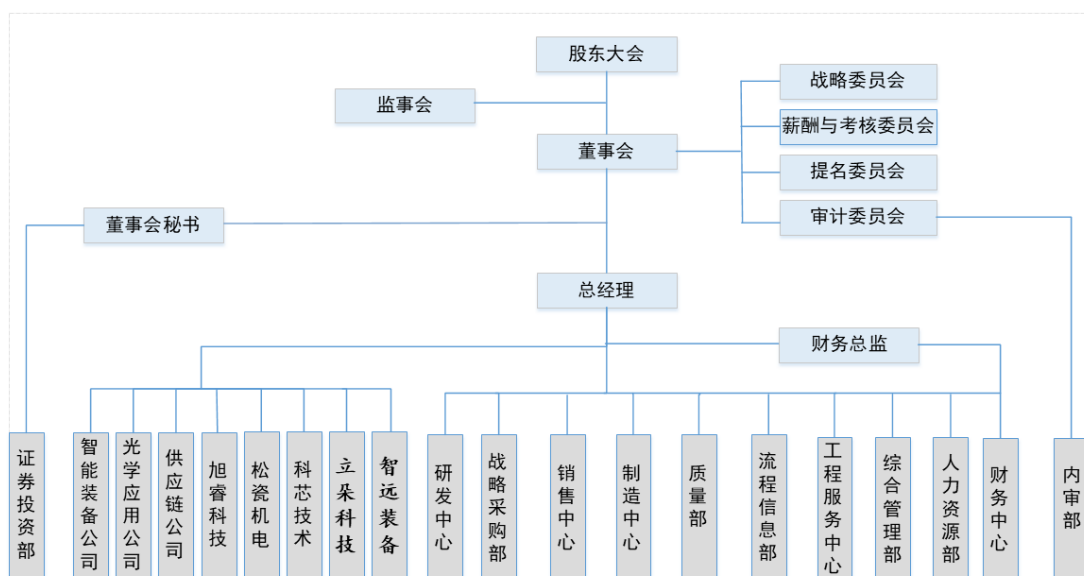 股东大会
监事会
战略委员会
薪酬与考核委员会
董事会
提名委员会
董事会秘书
审计委员会
总经理
财务总监
证券投资部
智能装备公司
光学应用公司
供应链公司
旭睿科技
松瓷机电
科芯技术
立朵科技
智远装备
研发中心
战略采购部
销售中心
制造中心
质量部
流程信息部
工程服务中心
综合管理部
人力资源部
财务中心
内审部